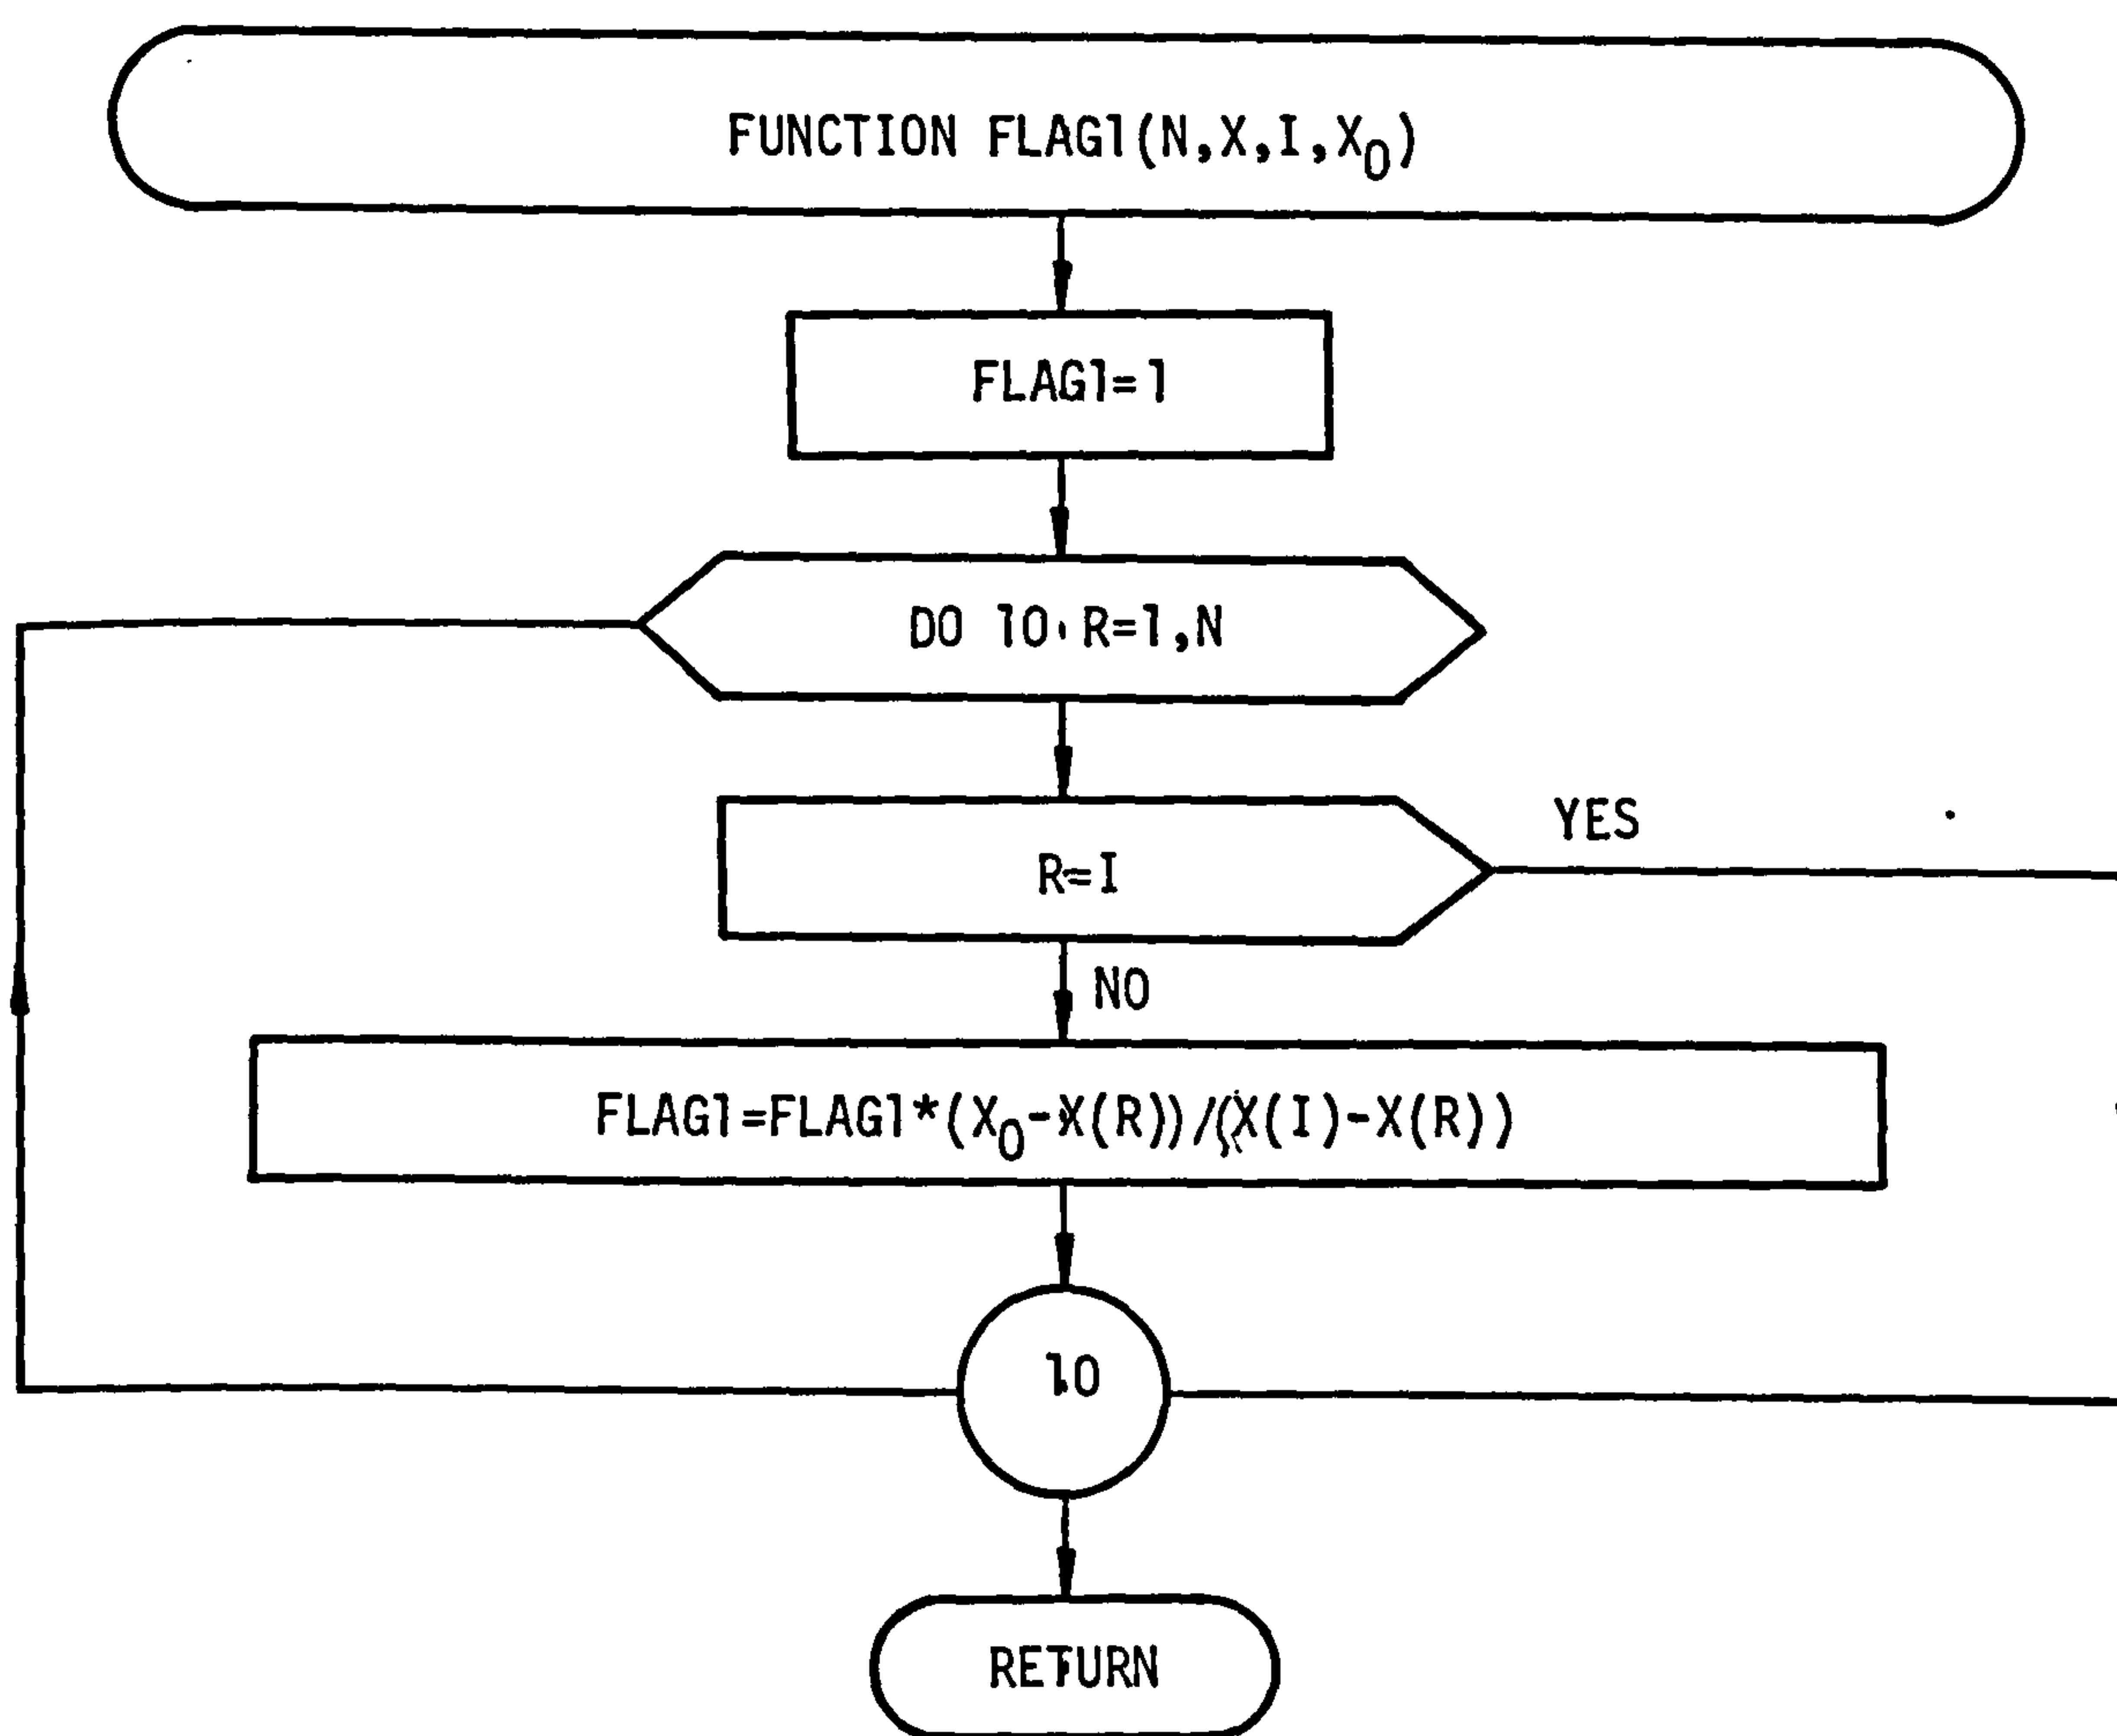 FUNCTION FLAG1(N,X,I,X₀)
FLAG1=1
DO 10 R=1,N
R=I
YES
NO
FLAG1=FLAG1*(X₀-X(R))/(X(I)-X(R))
10
RETURN